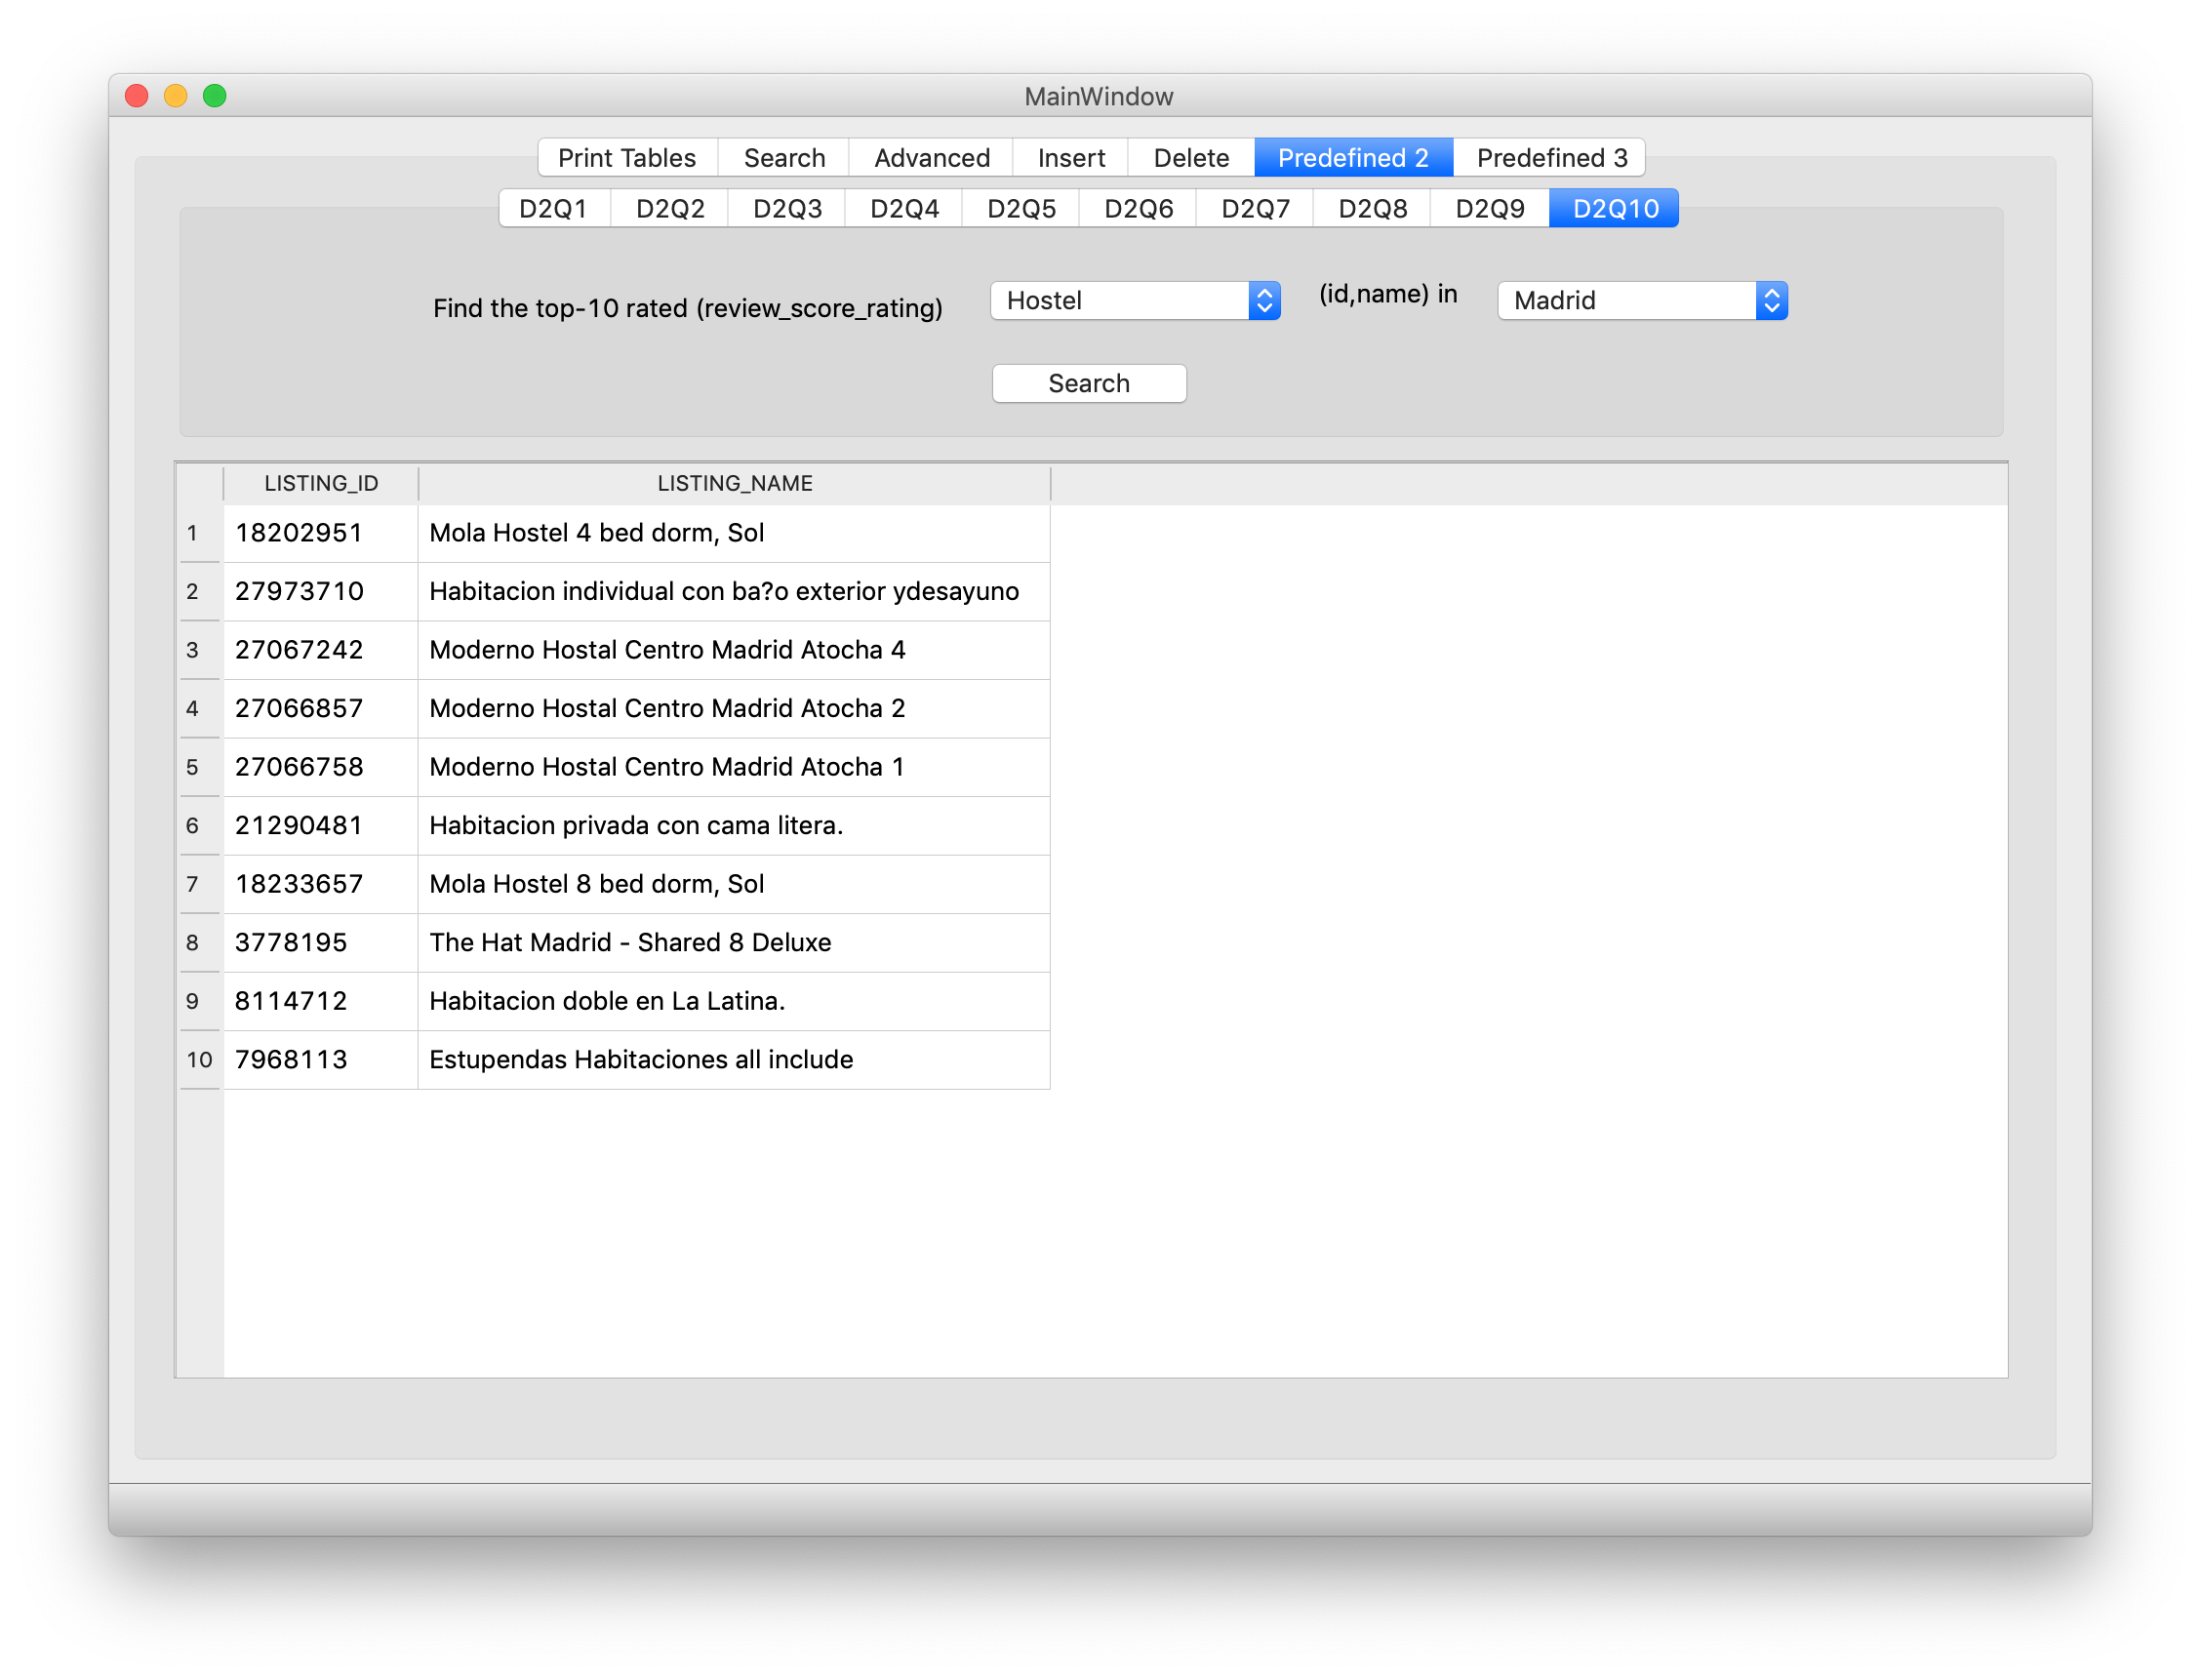 MainWindow
Print Tables Search Advanced Insert Delete Predefined 2 Predefined 3
D2Q1 D2Q2 D2Q3 D2Q4 D2Q5 D2Q6 D2Q7 D2Q8 D2Q9 D2Q10
Find the top-10 rated (review_score_rating) Hostel (id,name) in Madrid
Search
LISTING_ID LISTING_NAME
1 18202951 Mola Hostel 4 bed dorm, Sol
2 27973710 Habitacion individual con ba?o exterior ydesayuno
3 27067242 Moderno Hostal Centro Madrid Atocha 4
4 27066857 Moderno Hostal Centro Madrid Atocha 2
5 27066758 Moderno Hostal Centro Madrid Atocha 1
6 21290481 Habitacion privada con cama litera.
7 18233657 Mola Hostel 8 bed dorm, Sol
8 3778195 The Hat Madrid - Shared 8 Deluxe
9 8114712 Habitacion doble en La Latina.
10 7968113 Estupendas Habitaciones all include